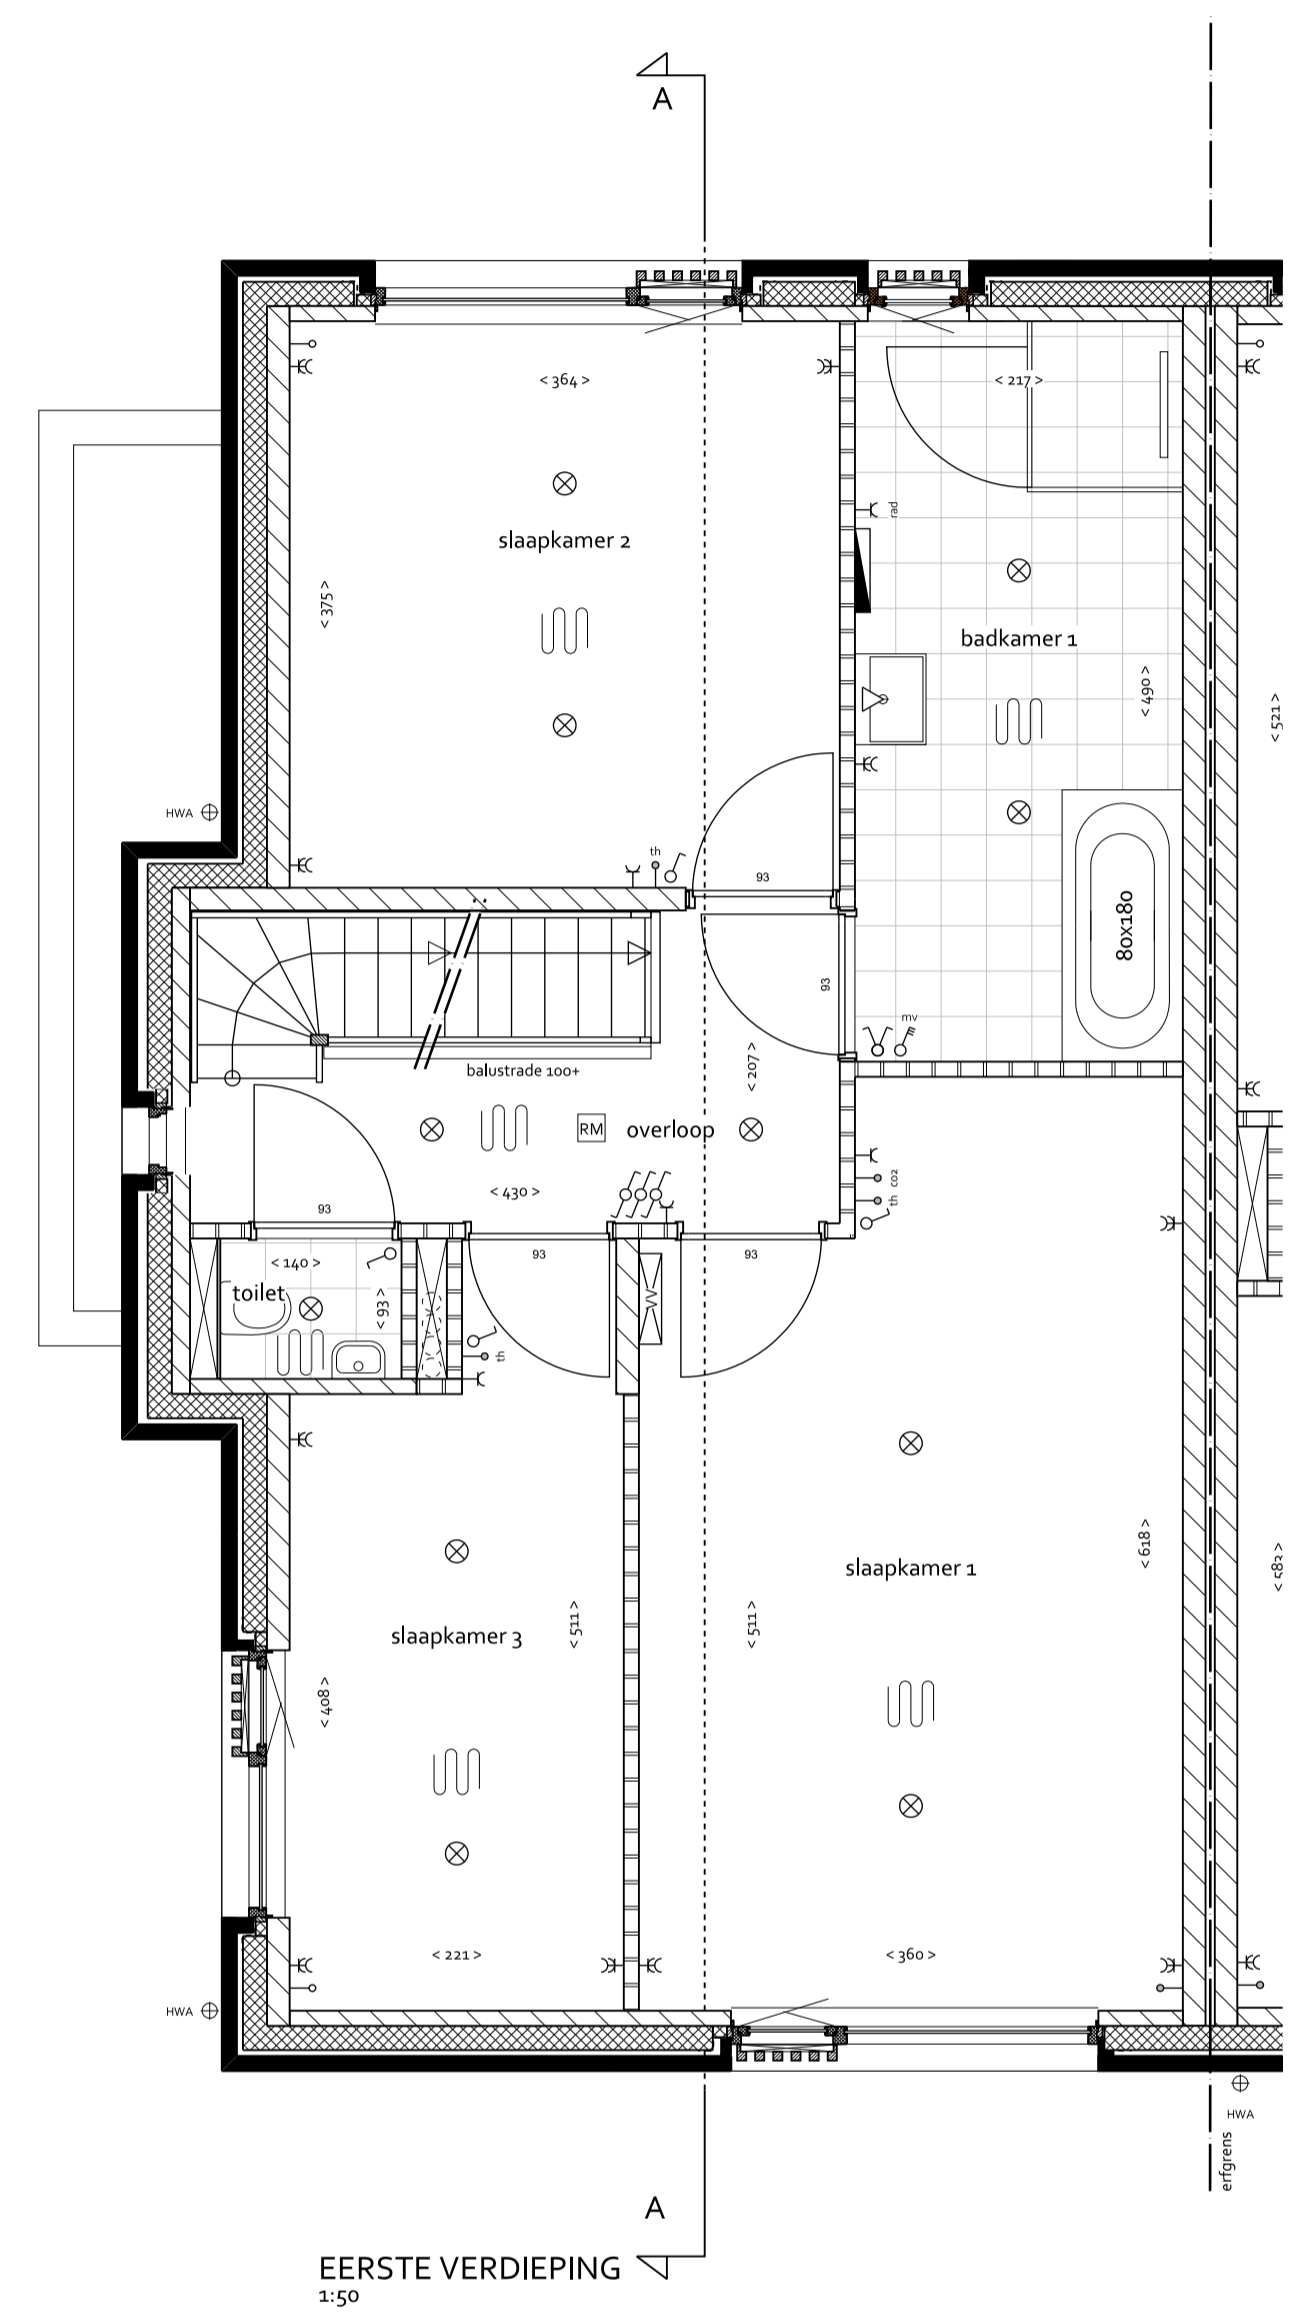 A
< 364 >
< 217 >
rad
slaapkamer 2
< 375 >
badkamer 1
< 490 >
< 521 >
HWA
th
93
80x180
93
mv
balustrade 100+
< 207 >
RM
overloop
< 430 >
co2
th
93
93
93
< 140 >
toilet
< 93 >
th
slaapkamer 1
< 618 >
< 583 >
slaapkamer 3
< 511 >
< 511 >
< 408 >
< 221 >
< 360 >
HWA
HWA
erfgrens
A
EERSTE VERDIEPING
1:50